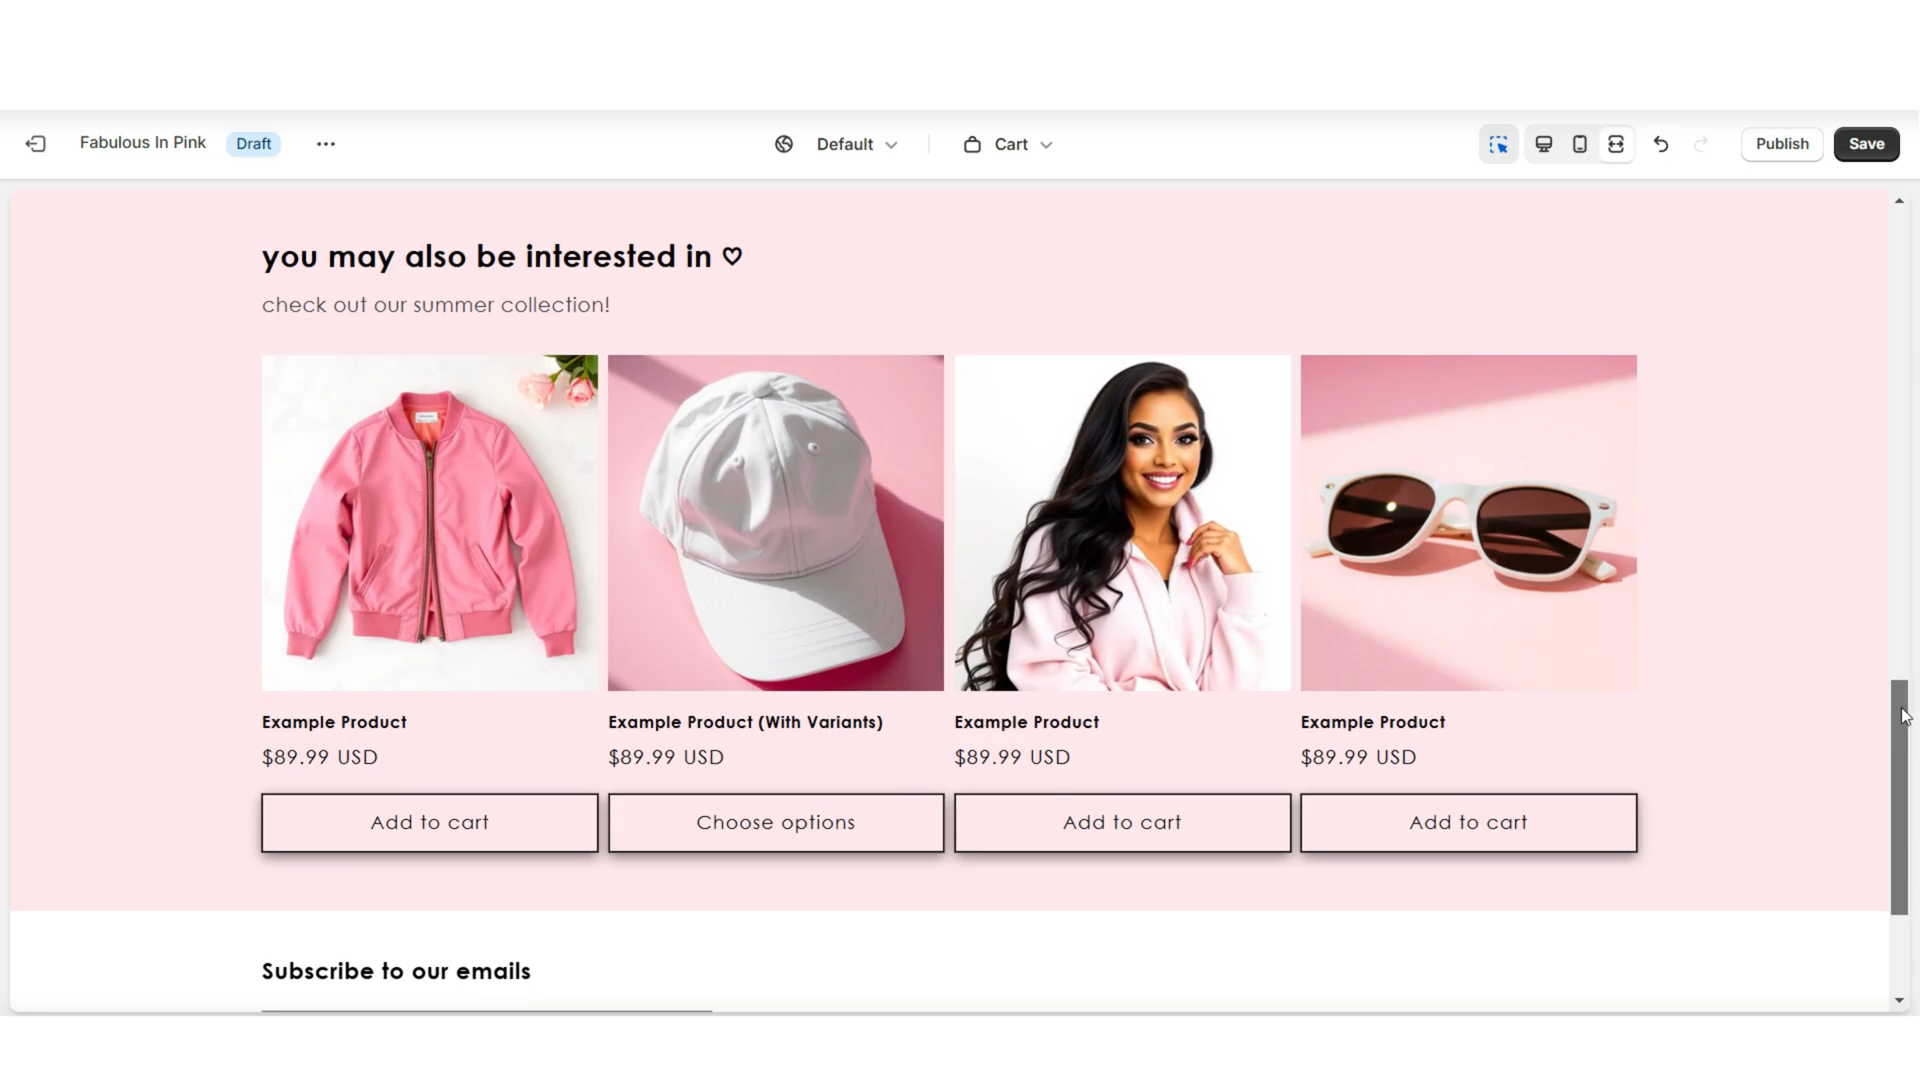 Fabulous In Pink Draft ... Default Cart Publish Save
you may also be interested in ♡
check out our summer collection!
Example Product
$89.99 USD
Add to cart
Example Product (With Variants)
$89.99 USD
Choose options
Example Product
$89.99 USD
Add to cart
Example Product
$89.99 USD
Add to cart
Subscribe to our emails